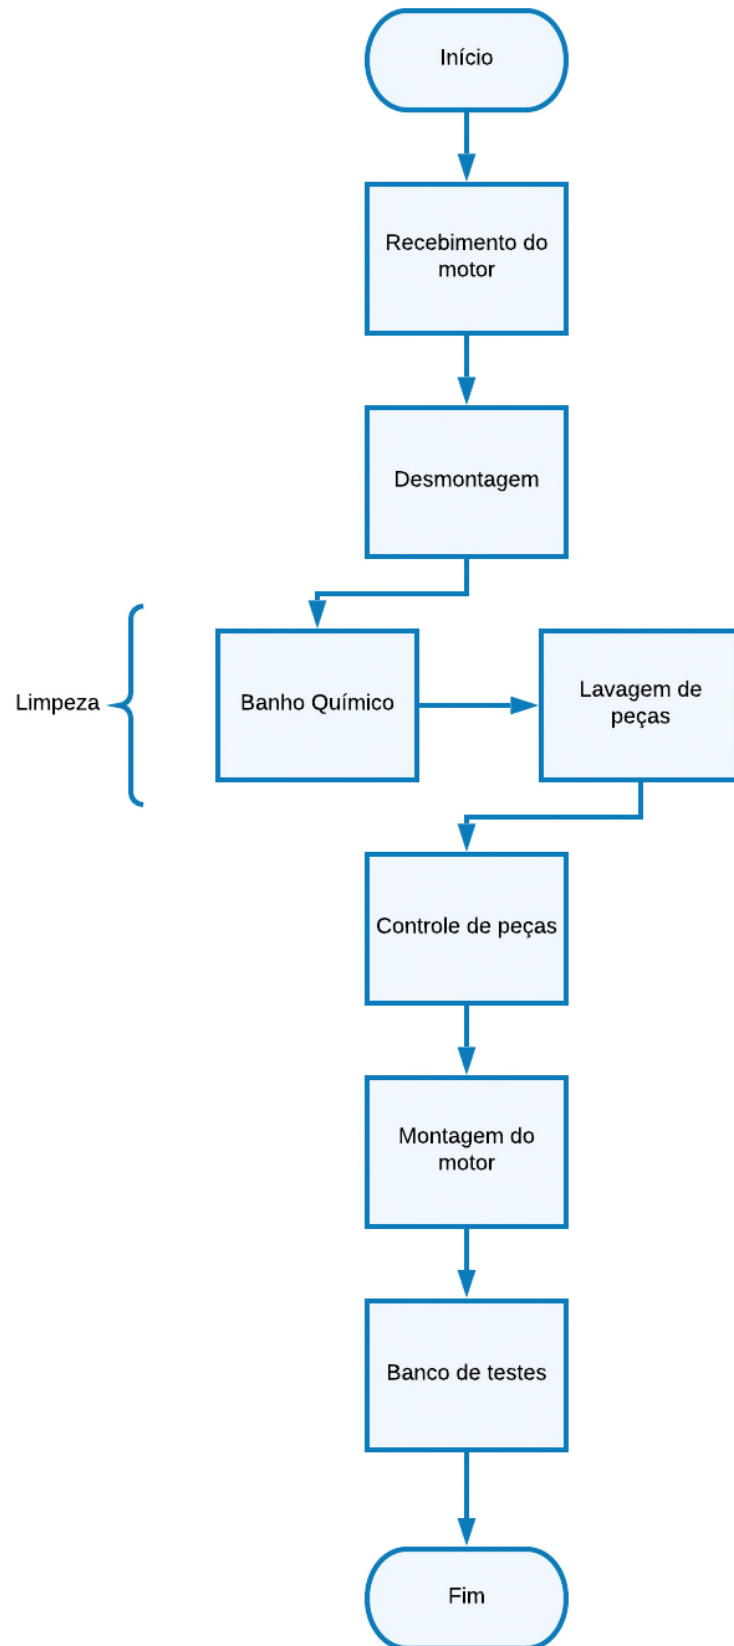 Início
Recebimento do
motor
Desmontagem
Limpeza
Banho Químico
Lavagem de
peças
Controle de peças
Montagem do
motor
Banco de testes
Fim